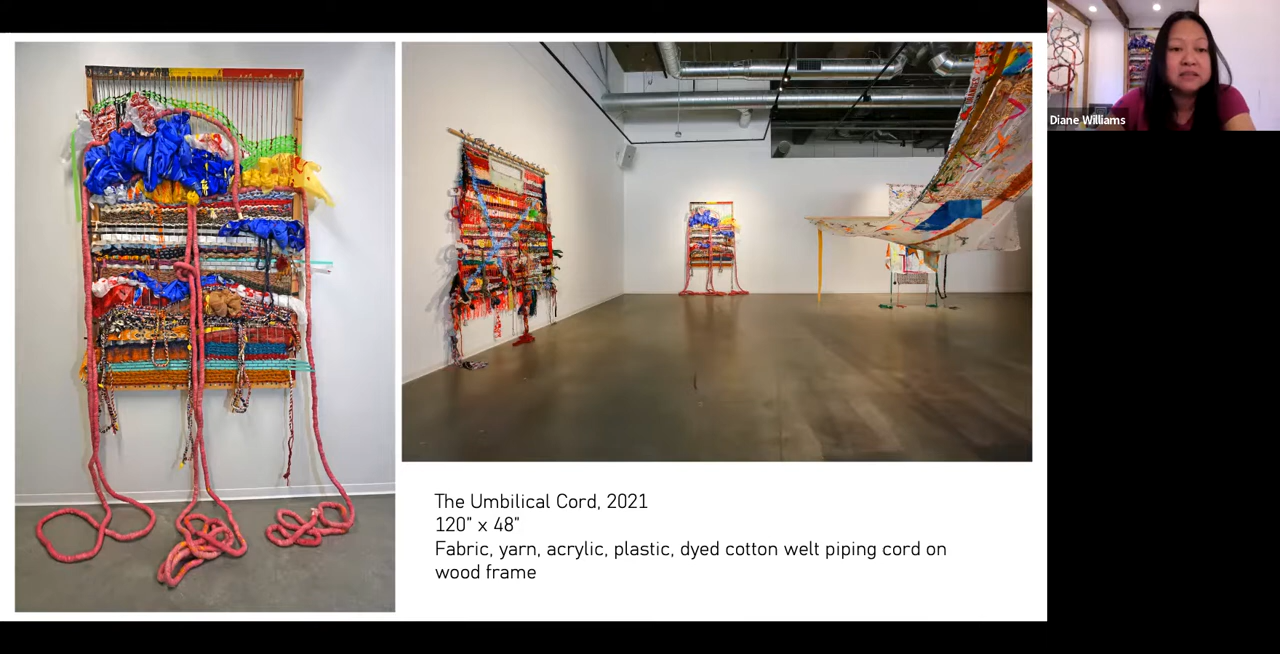 The Umbilical Cord, 2021
120" x 48"
Fabric, yarn, acrylic, plastic, dyed cotton welt piping cord on
wood frame
Diane Williams